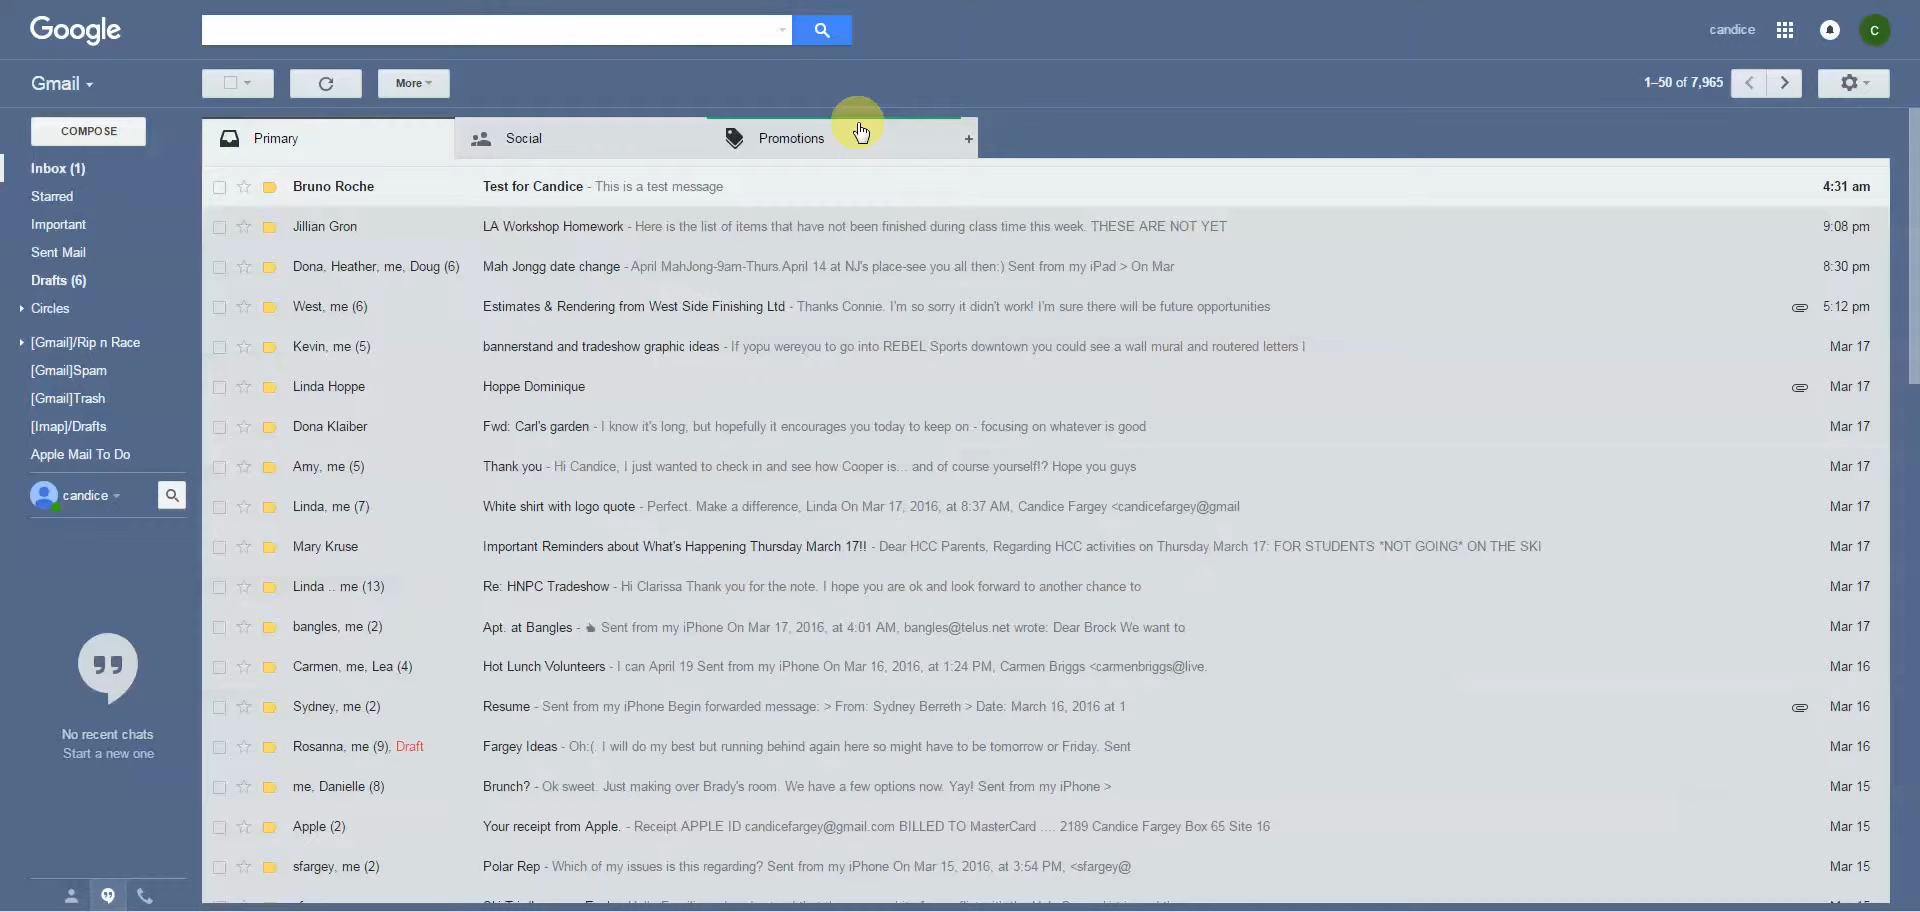 Google
candice
C
Gmail
More
1–50 of 7,965
COMPOSE
Primary
Social
Promotions
+
Inbox (1)
Starred
Important
Sent Mail
Drafts (6)
Circles
[Gmail]/Rip n Race
[Gmail]Spam
[Gmail]Trash
[Imap]/Drafts
Apple Mail To Do
candice
No recent chats
Start a new one
Bruno Roche Test for Candice - This is a test message 4:31 am
Jillian Gron LA Workshop Homework - Here is the list of items that have not been finished during class time this week. THESE ARE NOT YET 9:08 pm
Dona, Heather, me, Doug (6) Mah Jongg date change - April MahJong-9am-Thurs.April 14 at NJ's place-see you all then:) Sent from my iPad > On Mar 8:30 pm
West, me (6) Estimates & Rendering from West Side Finishing Ltd - Thanks Connie. I'm so sorry it didn't work! I'm sure there will be future opportunities 5:12 pm
Kevin, me (5) bannerstand and tradeshow graphic ideas - If yopu wereyou to go into REBEL Sports downtown you could see a wall mural and routered letters I Mar 17
Linda Hoppe Hoppe Dominique Mar 17
Dona Klaiber Fwd: Carl's garden - I know it's long, but hopefully it encourages you today to keep on - focusing on whatever is good Mar 17
Amy, me (5) Thank you - Hi Candice, I just wanted to check in and see how Cooper is... and of course yourself!? Hope you guys Mar 17
Linda, me (7) White shirt with logo quote - Perfect. Make a difference, Linda On Mar 17, 2016, at 8:37 AM, Candice Fargey <candicefargey@gmail Mar 17
Mary Kruse Important Reminders about What's Happening Thursday March 17!! - Dear HCC Parents, Regarding HCC activities on Thursday March 17: FOR STUDENTS *NOT GOING* ON THE SKI Mar 17
Linda .. me (13) Re: HNPC Tradeshow - Hi Clarissa Thank you for the note. I hope you are ok and look forward to another chance to Mar 17
bangles, me (2) Apt. at Bangles - Sent from my iPhone On Mar 17, 2016, at 4:01 AM, bangles@telus.net wrote: Dear Brock We want to Mar 17
Carmen, me, Lea (4) Hot Lunch Volunteers - I can April 19 Sent from my iPhone On Mar 16, 2016, at 1:24 PM, Carmen Briggs <carmenbriggs@live. Mar 16
Sydney, me (2) Resume - Sent from my iPhone Begin forwarded message: > From: Sydney Berreth > Date: March 16, 2016 at 1 Mar 16
Rosanna, me (9), Draft Fargey Ideas - Oh:(. I will do my best but running behind again here so might have to be tomorrow or Friday. Sent Mar 16
me, Danielle (8) Brunch? - Ok sweet. Just making over Brady's room. We have a few options now. Yay! Sent from my iPhone > Mar 15
Apple (2) Your receipt from Apple. - Receipt APPLE ID candicefargey@gmail.com BILLED TO MasterCard .... 2189 Candice Fargey Box 65 Site 16 Mar 15
sfargey, me (2) Polar Rep - Which of my issues is this regarding? Sent from my iPhone On Mar 15, 2016, at 3:54 PM, <sfargey@ Mar 15